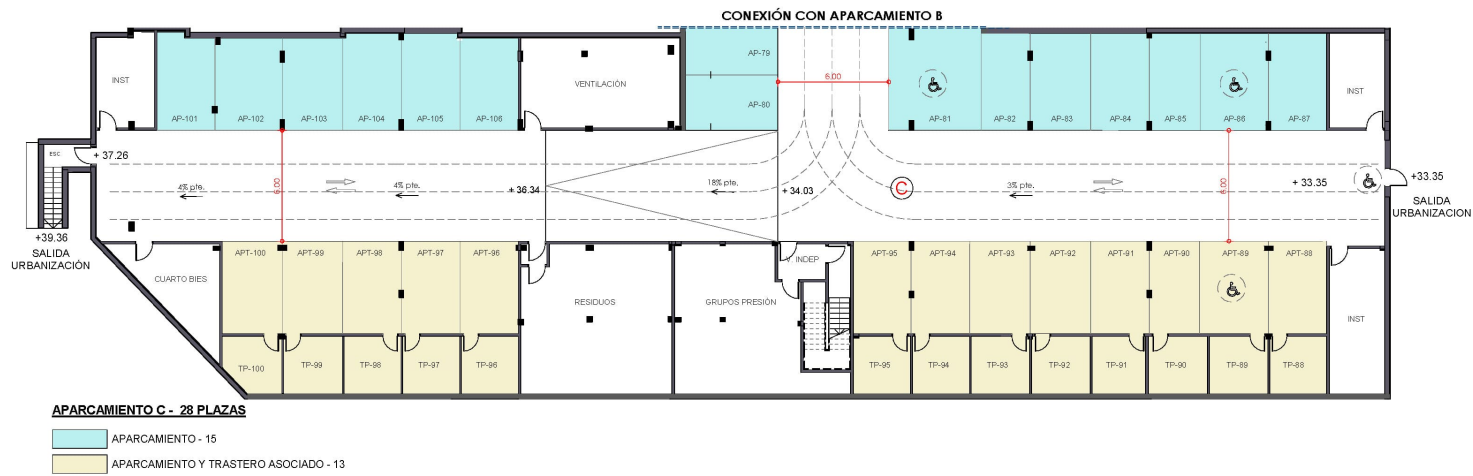 CONEXIÓN CON APARCAMIENTO B
INST
AP-101
AP-102
AP-103
AP-104
AP-105
AP-106
VENTILACIÓN
AP-79
AP-80
6.00
AP-81
AP-82
AP-83
AP-84
AP-85
AP-86
AP-87
INST
ESC
+ 37.26
4% pte.
6.00
4% pte.
+ 36.34
18% pte.
+ 34.03
C
3% pte.
6.00
+ 33.35
+33.35
SALIDA
URBANIZACION
+39.36
SALIDA
URBANIZACIÓN
CUARTO BIES
APT-100
APT-99
APT-98
APT-97
APT-96
RESIDUOS
GRUPOS PRESIÓN
V. INDEP
APT-95
APT-94
APT-93
APT-92
APT-91
APT-90
APT-89
APT-88
INST
TP-100
TP-99
TP-98
TP-97
TP-96
TP-95
TP-94
TP-93
TP-92
TP-91
TP-90
TP-89
TP-88
APARCAMIENTO C - 28 PLAZAS
APARCAMIENTO - 15
APARCAMIENTO Y TRASTERO ASOCIADO - 13